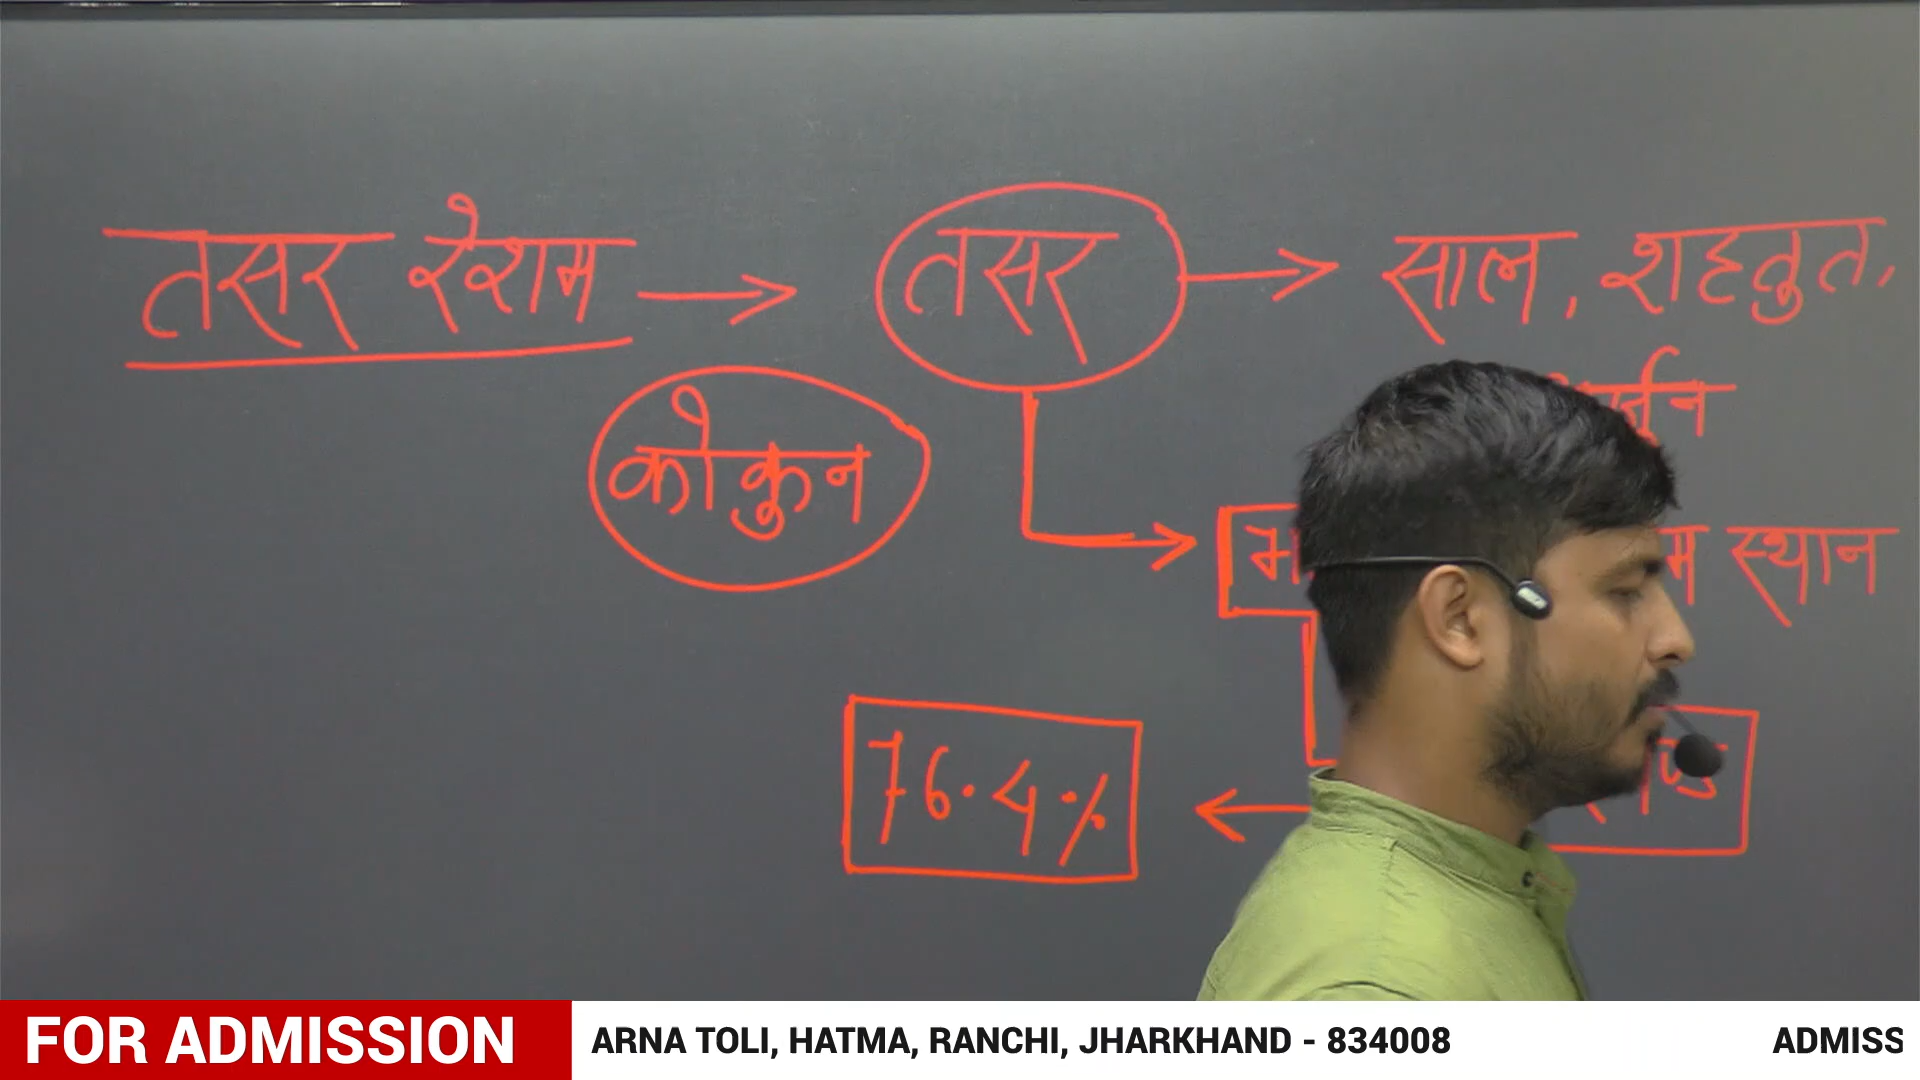 तसर रेशम → तसर → साल, शहतुत,
कोकुन
स्थान
76.4%
FOR ADMISSION
ARNA TOLI, HATMA, RANCHI, JHARKHAND - 834008
ADMISS